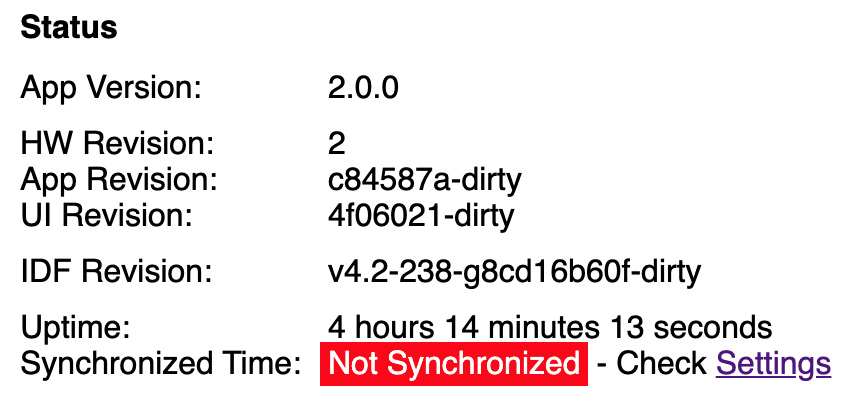 Status
App Version: 2.0.0
HW Revision: 2
App Revision: c84587a-dirty
UI Revision: 4f06021-dirty
IDF Revision: v4.2-238-g8cd16b60f-dirty
Uptime: 4 hours 14 minutes 13 seconds
Synchronized Time: Not Synchronized - Check Settings